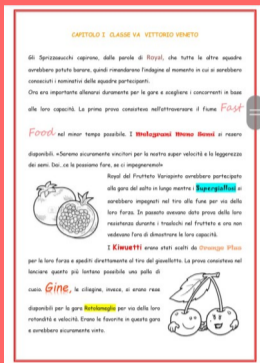 CAPITOLO I CLASSE VA VITTORIO VENETO
Gli Sprizzasucchi capirono, dalle parole di Royal, che tutte le altre squadre
avrebbero potuto barare, quindi rimandarono l'indagine al momento in cui si sarebbero
conosciuti i nominativi delle squadre partecipanti.
Ora era importante allenarsi duramente per le gare e scegliere i concorrenti in base
alle loro capacità. La prima prova consisteva nell'attraversare il fiume Fast
Food nel minor tempo possibile. I Melagrani Meno Semi si resero
disponibili. «Saremo sicuramente vincitori per la nostra super velocità e la leggerezza
dei semi. Dai, ce la possiamo fare, se ci impegneremo!»
Royal del Frutteto Variopinto avrebbero partecipato
alla gara del salto in lungo mentre i Supergialloni si
sarebbero impegnati nel tiro alla fune per via della
loro forza. In passato avevano dato prova della loro
resistenza durante i traslochi nel frutteto e ora non
vedevano l'ora di dimostrare le loro capacità.
I Kiwuetti erano stati scelti da Orange Plus
per la loro forza e spediti direttamente al tiro del giavellotto. La prova consisteva nel
lanciare quanto più lontano possibile una palla di
cuoio. Gine, le ciliegine, invece, si erano rese
disponibili per la gara Rotolameglio per via della loro
rotondità e velocità. Erano le favorite in questa gara
e avrebbero sicuramente vinto.